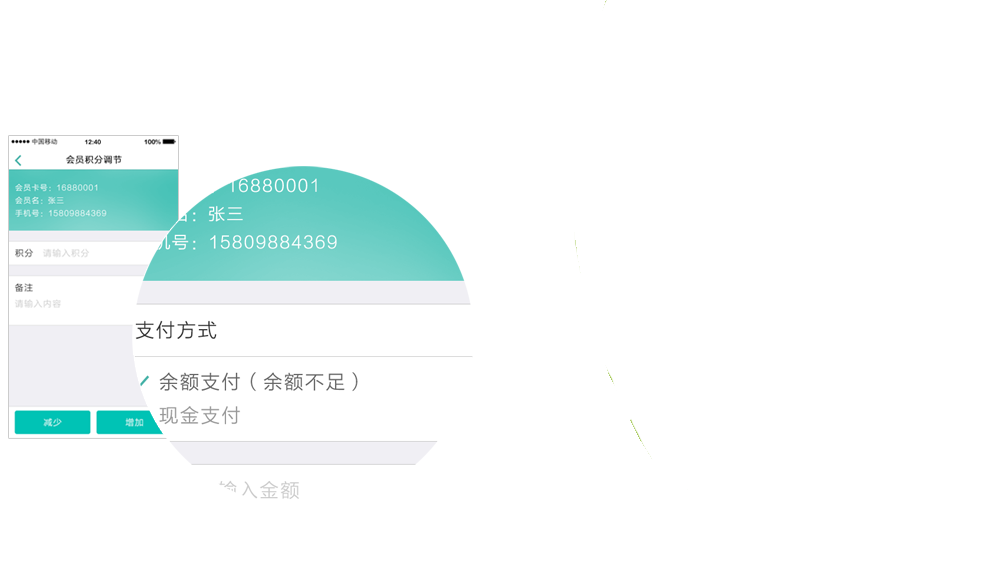 中国移动 12:40 100%
会员积分调节
会员卡号：16880001
会员名：张三
手机号：15809884369
积分 请输入积分
备注
请输入内容
减少 增加
16880001
名：张三
机号：15809884369
支付方式
余额支付（余额不足）
现金支付
输入金额